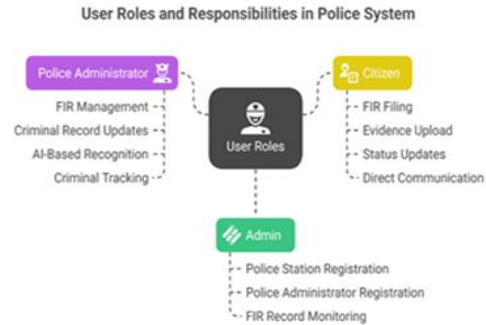 User Roles and Responsibilities in Police System
Police Administrator
FIR Management
Criminal Record Updates
AI-Based Recognition
Criminal Tracking
User Roles
Citizen
FIR Filing
Evidence Upload
Status Updates
Direct Communication
Admin
Police Station Registration
Police Administrator Registration
FIR Record Monitoring